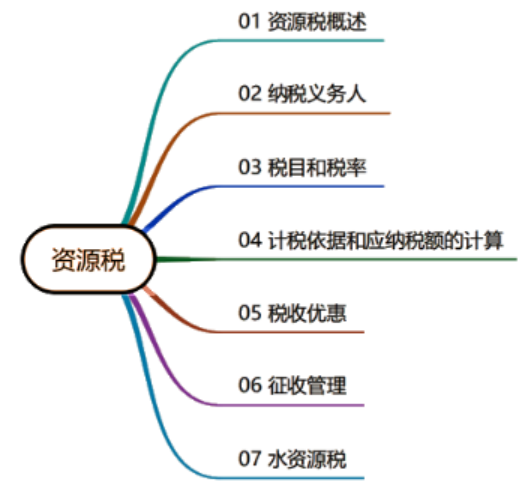 01 资源税概述
02 纳税义务人
03 税目和税率
资源税
04 计税依据和应纳税额的计算
05 税收优惠
06 征收管理
07 水资源税